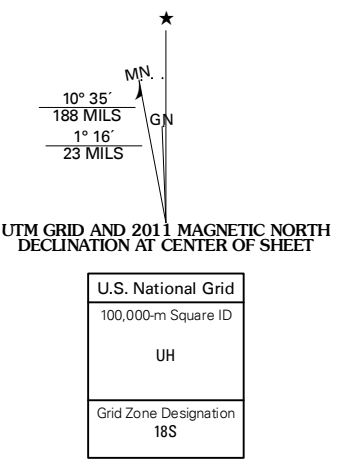 ★
MN
10° 35´
188 MILS
GN
1° 16´
23 MILS
UTM GRID AND 2011 MAGNETIC NORTH
DECLINATION AT CENTER OF SHEET
U.S. National Grid
100,000-m Square ID
UH
Grid Zone Designation
18S